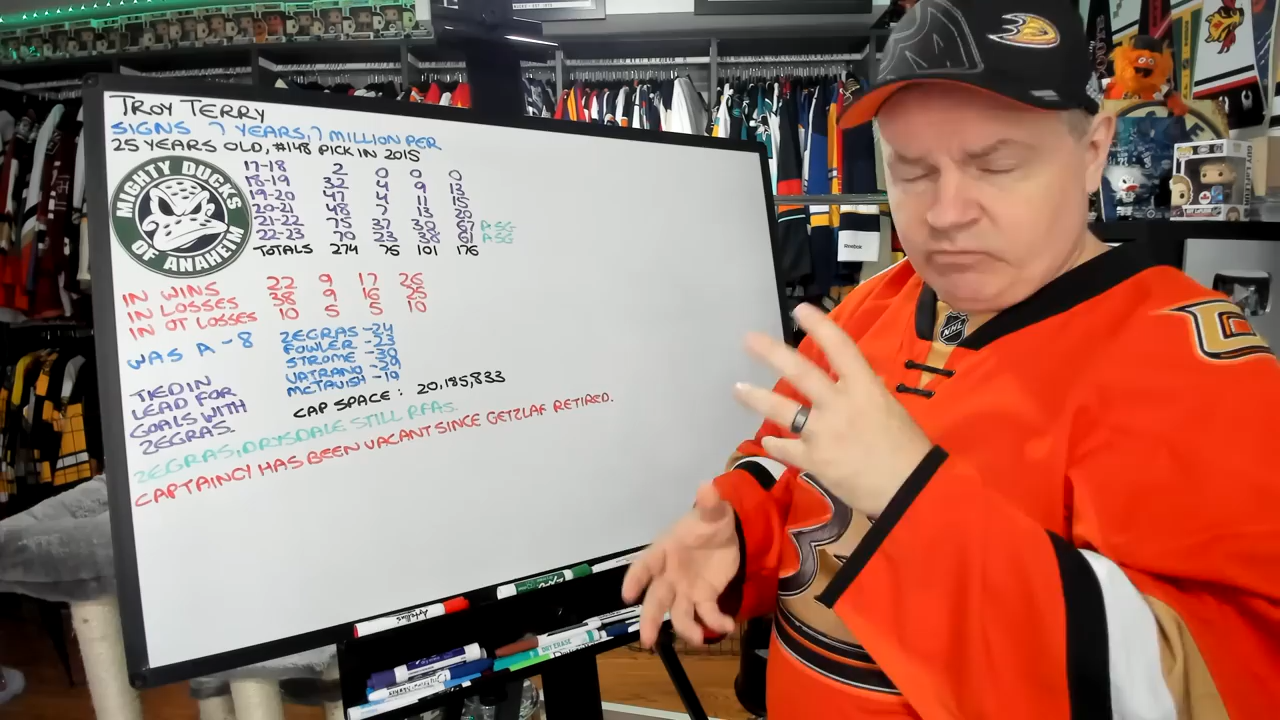 TROY TERRY
SIGNS 7 YEARS, 7 MILLION PER
25 YEARS OLD, #148 PICK IN 2015
MIGHTY DUCKS
OF ANAHEIM
17-18 2 0 0 0
18-19 32 4 9 13
19-20 47 4 11 15
20-21 48 7 13 20
21-22 75 37 30 67 ASG
22-23 70 23 38 61 ASG
TOTALS 274 75 101 176
IN WINS 22 9 17 26
IN LOSSES 38 9 16 25
IN OT LOSSES 10 5 5 10
WAS A -8
ZEGRAS -24
FOWLER -23
STROME -30
VATRANO -29
MCTAVISH -19
TIED IN
LEAD FOR
GOALS WITH
ZEGRAS.
CAP SPACE: 20,185,833
ZEGRAS, DRYSDALE STILL RFAS.
CAPTAINCY HAS BEEN VACANT SINCE GETZLAF RETIRED.
NHL
Reebok
DRY ERASE